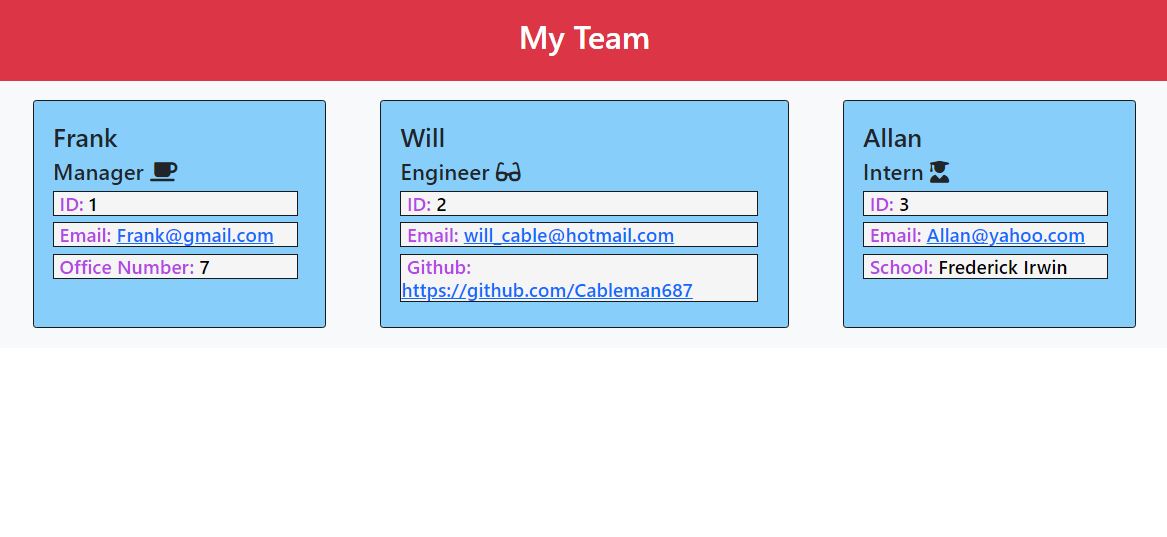 My Team
Frank
Manager
ID: 1
Email: Frank@gmail.com
Office Number: 7
Will
Engineer
ID: 2
Email: will_cable@hotmail.com
Github:
https://github.com/Cableman687
Allan
Intern
ID: 3
Email: Allan@yahoo.com
School: Frederick Irwin